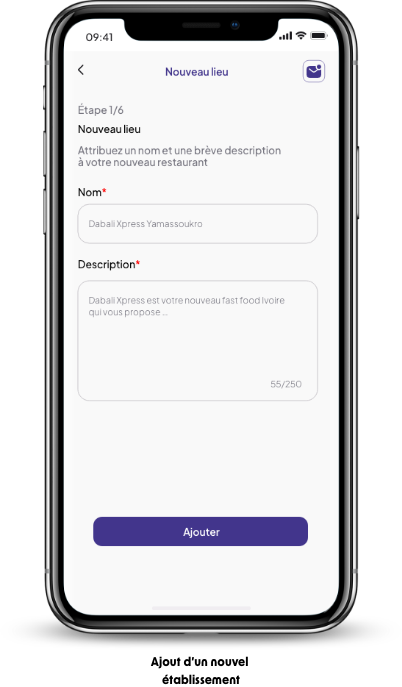 09:41
Nouveau lieu
Étape 1/6
Nouveau lieu
Attribuez un nom et une brève description
à votre nouveau restaurant
Nom*
Dabali Xpress Yamassoukro
Description*
Dabali Xpress est votre nouveau fast food ivoire
qui vous propose ...
55/250
Ajouter
Ajout d'un nouvel
établissement